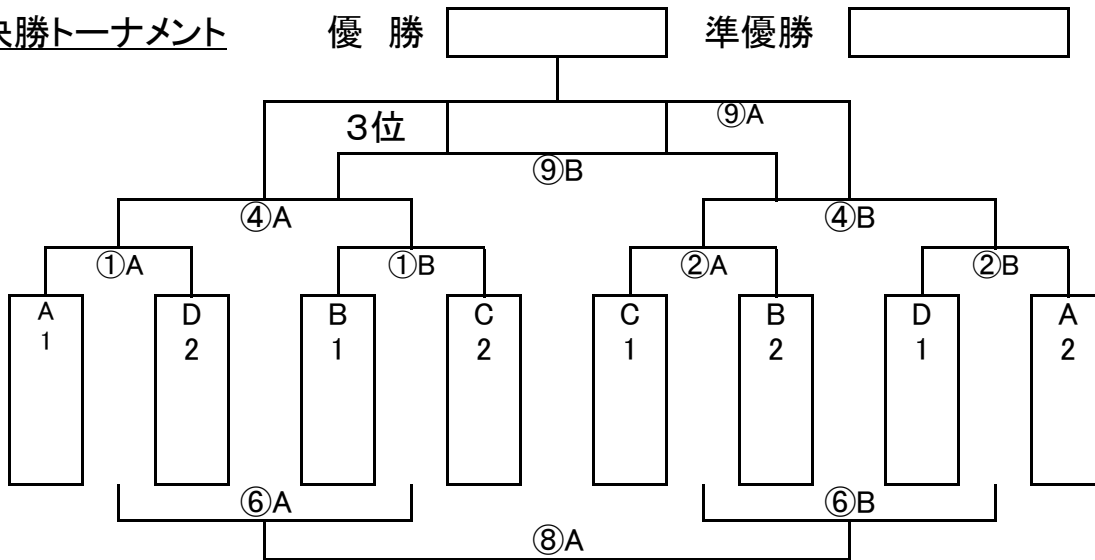 決勝トーナメント 優 勝 準優勝
⑨A
3位
⑨B
④A ④B
①A ①B ②A ②B
A D B C C B D A
1 2 1 2 1 2 1 2
⑥A ⑥B
⑧A